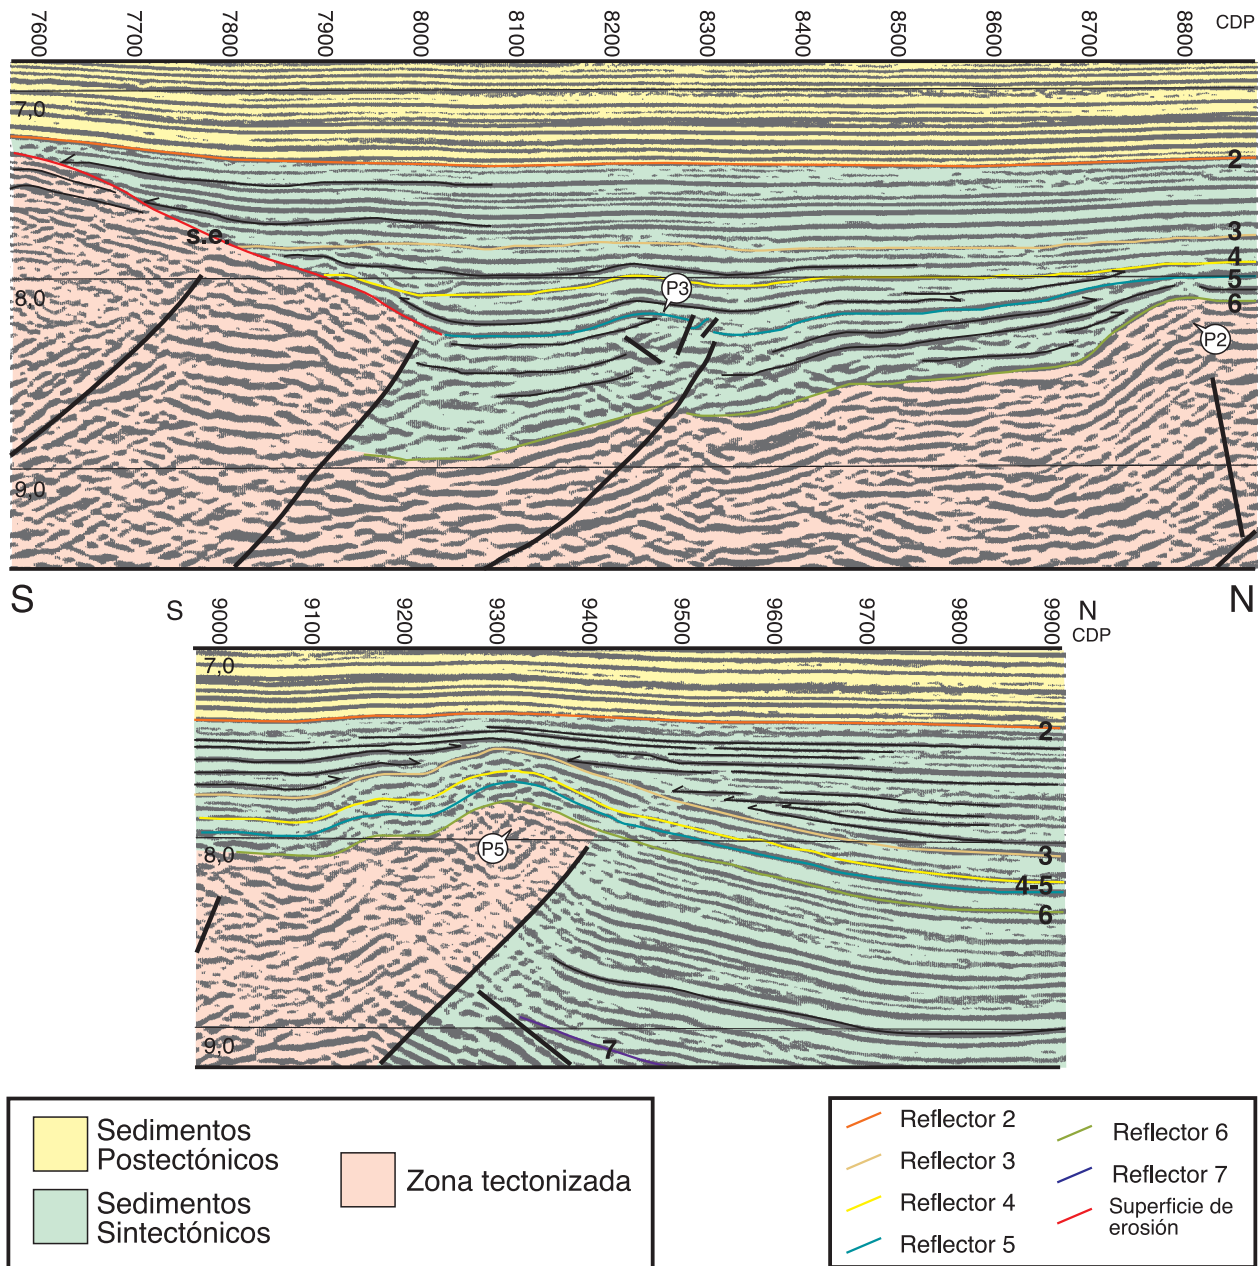 7600 7700 7800 7900 8000 8100 8200 8300 8400 8500 8600 8700 8800 CDP
7,0
2
s.e.
3
4
5
6
8,0
P3
P2
9,0
S N
S 9000 9100 9200 9300 9400 9500 9600 9700 9800 9900 N
CDP
7,0
2
8,0
P5
3
4-5
6
9,0
7
Sedimentos
Postectónicos
Sedimentos
Sintectónicos
Zona tectonizada
Reflector 2
Reflector 3
Reflector 4
Reflector 5
Reflector 6
Reflector 7
Superficie de
erosión